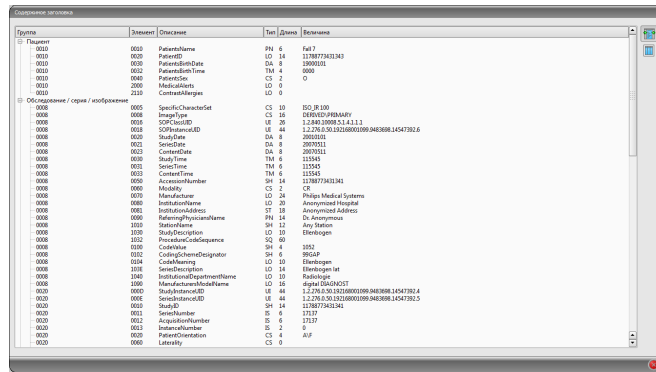 Содержимое заголовка
Группа Элемент Описание Тип Длина Величина
Пациент
0010 0010 PatientsName PN 6 Fall 7
0010 0020 PatientID LO 14 11788773431343
0010 0030 PatientsBirthDate DA 8 19000101
0010 0032 PatientsBirthTime TM 4 0000
0010 0040 PatientsSex CS 2 O
0010 2000 MedicalAlerts LO 0
0010 2110 ContrastAllergies LO 0
Обследование / серия / изображение
0008 0005 SpecificCharacterSet CS 10 ISO_IR 100
0008 0008 ImageType CS 16 DERIVED\PRIMARY
0008 0016 SOPClassUID UI 26 1.2.840.10008.5.1.4.1.1.1
0008 0018 SOPInstanceUID UI 44 1.2.276.0.50.192168001099.9483698.14547392.6
0008 0020 StudyDate DA 8 20010101
0008 0021 SeriesDate DA 8 20070511
0008 0023 ContentDate DA 8 20070511
0008 0030 StudyTime TM 6 115545
0008 0031 SeriesTime TM 6 115545
0008 0033 ContentTime TM 6 115545
0008 0050 AccessionNumber SH 14 11788773431341
0008 0060 Modality CS 2 CR
0008 0070 Manufacturer LO 24 Philips Medical Systems
0008 0080 InstitutionName LO 20 Anonymized Hospital
0008 0081 InstitutionAddress ST 18 Anonymized Address
0008 0090 ReferringPhysiciansName PN 14 Dr. Anonymous
0008 1010 StationName SH 12 Any Station
0008 1030 StudyDescription LO 10 Ellenbogen
0008 1032 ProcedureCodeSequence SQ 60
0008 0100 CodeValue SH 4 1052
0008 0102 CodingSchemeDesignator SH 6 99GAP
0008 0104 CodeMeaning LO 10 Ellenbogen
0008 103E SeriesDescription LO 14 Ellenbogen lat
0008 1040 InstitutionalDepartmentName LO 10 Radiologie
0008 1090 ManufacturersModelName LO 16 digital DIAGNOST
0020 000D StudyInstanceUID UI 44 1.2.276.0.50.192168001099.9483698.14547392.4
0020 000E SeriesInstanceUID UI 44 1.2.276.0.50.192168001099.9483698.14547392.5
0020 0010 StudyID SH 14 11788773431341
0020 0011 SeriesNumber IS 6 17137
0020 0012 AcquisitionNumber IS 6 17137
0020 0013 InstanceNumber IS 2 0
0020 0020 PatientOrientation CS 4 A\F
0020 0060 Laterality CS 0